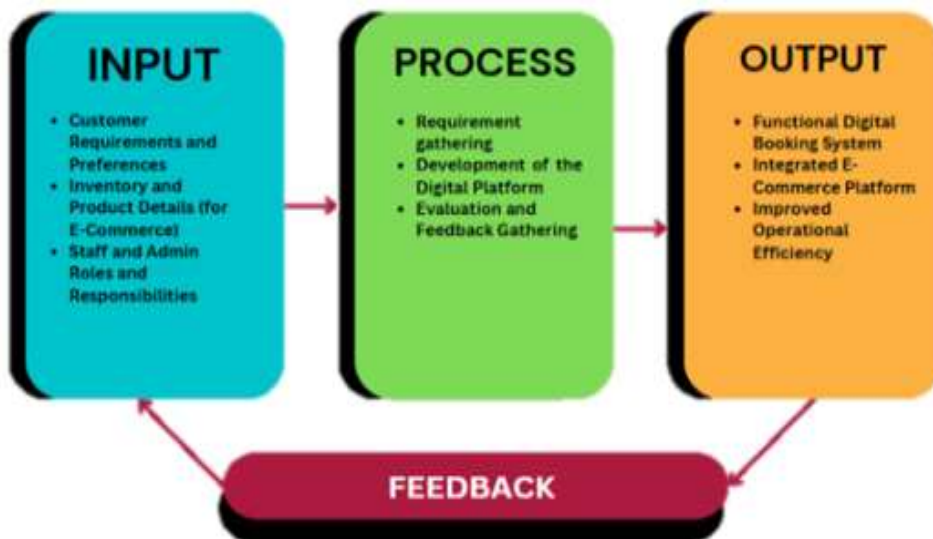 INPUT
• Customer
Requirements and
Preferences
• Inventory and
Product Details (for
E-Commerce)
• Staff and Admin
Roles and
Responsibilities
PROCESS
• Requirement
gathering
• Development of the
Digital Platform
• Evaluation and
Feedback Gathering
OUTPUT
• Functional Digital
Booking System
• Integrated E-
Commerce Platform
• Improved
Operational
Efficiency
FEEDBACK